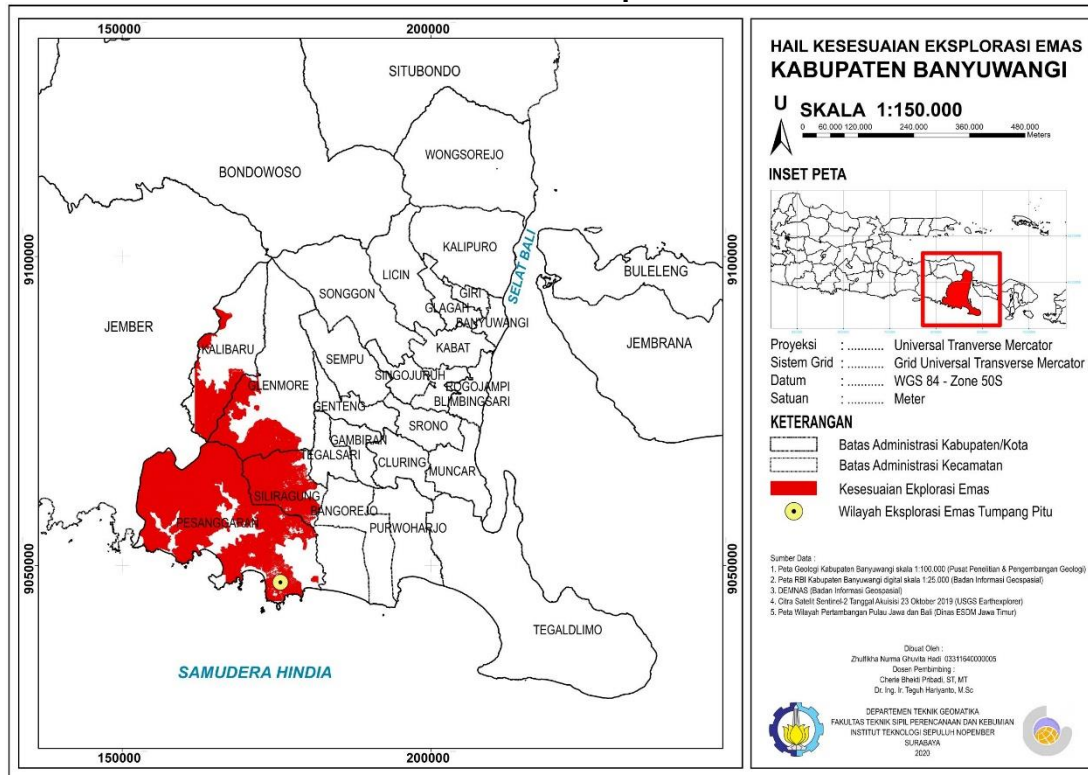 150000
200000
SITUBONDO
WONGSOREJO
BONDOWOSO
KALIPURO
SELAT BALI
9100000
9100000
LICIN
BULELENG
SONGGON
GIRI
GLAGAH
BANYUWANGI
JEMBER
JEMBRANA
KABAT
KALIBARU
SEMPU
SINGOJURUH
ROGOJAMPI
GLENMORE
BLIMBINGSARI
GENTENG
SRONO
GAMBIRAN
TEGALSARI
CLURING
MUNCAR
SILIRAGUNG
BANGOREJO
PESANGGARAN
PURWOHARJO
9050000
9050000
TEGALDLIMO
SAMUDERA HINDIA
150000
200000
HAIL KESESUAIAN EKSPLORASI EMAS
KABUPATEN BANYUWANGI
U
SKALA 1:150.000
0 60.000 120.000 240.000 360.000 480.000
Meters
INSET PETA
Proyeksi : .......... Universal Tranverse Mercator
Sistem Grid : .......... Grid Universal Transverse Mercator
Datum : .......... WGS 84 - Zone 50S
Satuan : .......... Meter
KETERANGAN
Batas Administrasi Kabupaten/Kota
Batas Administrasi Kecamatan
Kesesuaian Ekplorasi Emas
Wilayah Eksplorasi Emas Tumpang Pitu
Sumber Data :
1. Peta Geologi Kabupaten Banyuwangi skala 1:100.000 (Pusat Penelitian & Pengembangan Geologi)
2. Peta RBI Kabupaten Banyuwangi digital skala 1:25.000 (Badan Informasi Geospasial)
3. DEMNAS (Badan Informasi Geospasial)
4. Citra Satelit Sentinel-2 Tanggal Akuisisi 23 Oktober 2019 (USGS Earthexplorer)
5. Peta Wilayah Pertambangan Pulau Jawa dan Bali (Dinas ESDM Jawa Timur)
Dibuat Oleh :
Zhulfikha Nurma Ghuvita Hadi 03311640000005
Dosen Pembimbing :
Cherie Bhekti Pribadi, ST, MT
Dr. Ing. Ir. Teguh Hariyanto, M.Sc
DEPARTEMEN TEKNIK GEOMATIKA
FAKULTAS TEKNIK SIPIL PERENCANAAN DAN KEBUMIAN
INSTITUT TEKNOLOGI SEPULUH NOPEMBER
SURABAYA
2020